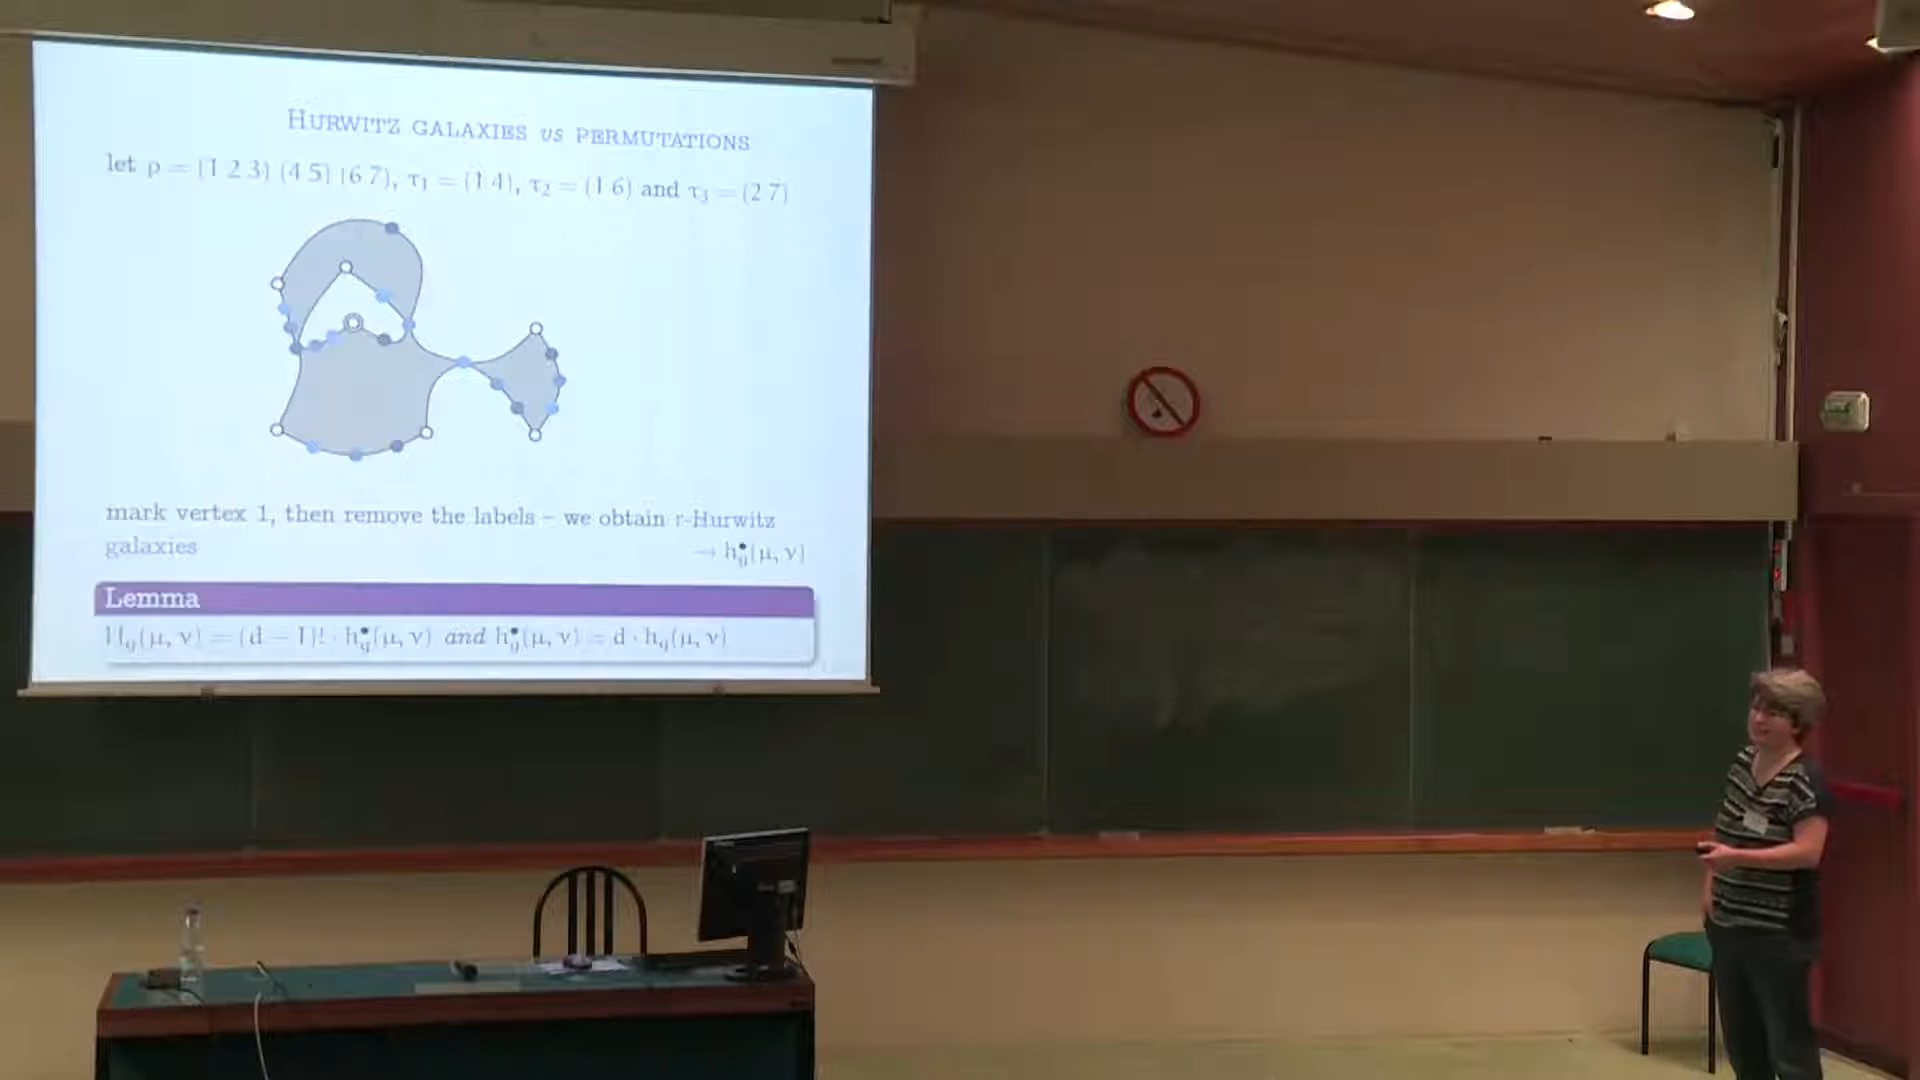 HURWITZ GALAXIES vs PERMUTATIONS
let ρ = (1 2 3) (4 5) (6 7), τ₁ = (1 4), τ₂ = (1 6) and τ₃ = (2 7)
mark vertex 1, then remove the labels – we obtain r-Hurwitz
galaxies → h•g(μ, ν)
Lemma
Hg(μ, ν) = (d − 1)! · h•g(μ, ν) and h•g(μ, ν) = d · hg(μ, ν)